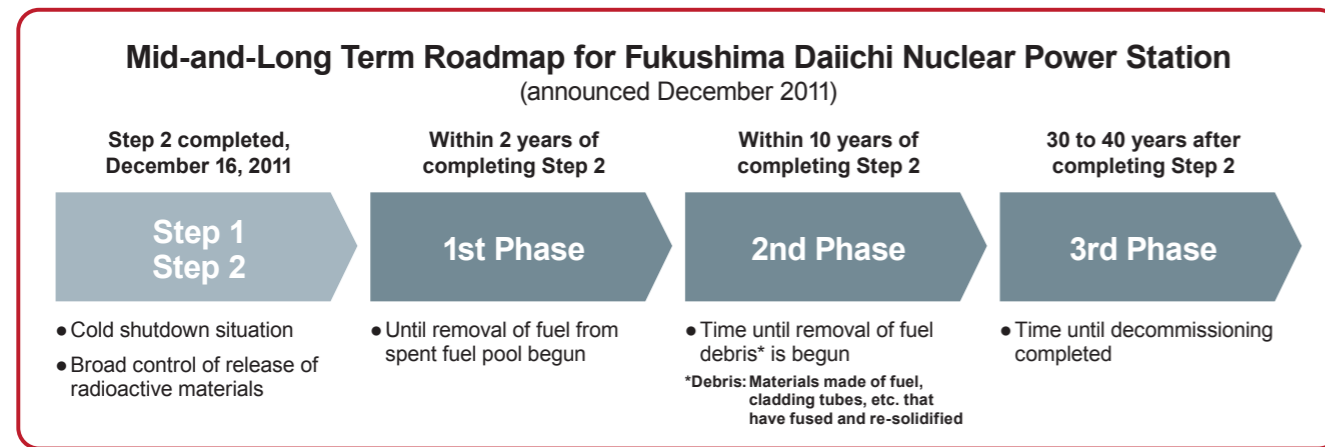 Mid-and-Long Term Roadmap for Fukushima Daiichi Nuclear Power Station
(announced December 2011)
Step 2 completed,
December 16, 2011
Step 1
Step 2
● Cold shutdown situation
● Broad control of release of
radioactive materials
Within 2 years of
completing Step 2
1st Phase
● Until removal of fuel from
spent fuel pool begun
Within 10 years of
completing Step 2
2nd Phase
● Time until removal of fuel
debris* is begun
*Debris: Materials made of fuel,
cladding tubes, etc. that
have fused and re-solidified
30 to 40 years after
completing Step 2
3rd Phase
● Time until decommissioning
completed